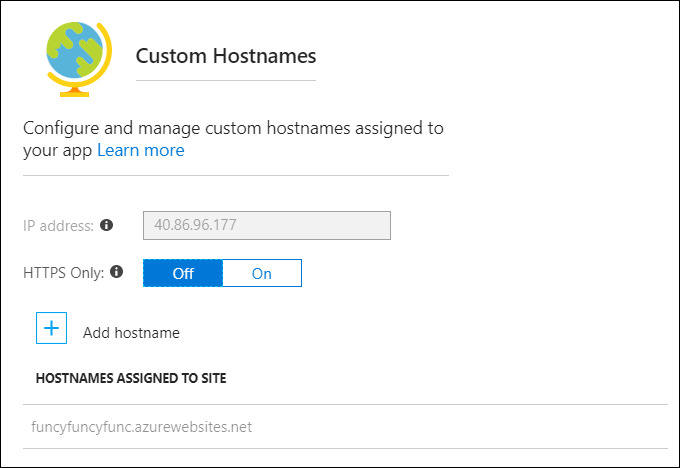 Custom Hostnames
Configure and manage custom hostnames assigned to
your app Learn more
IP address: 40.86.96.177
HTTPS Only: Off On
+ Add hostname
HOSTNAMES ASSIGNED TO SITE
funcyfuncyfunc.azurewebsites.net